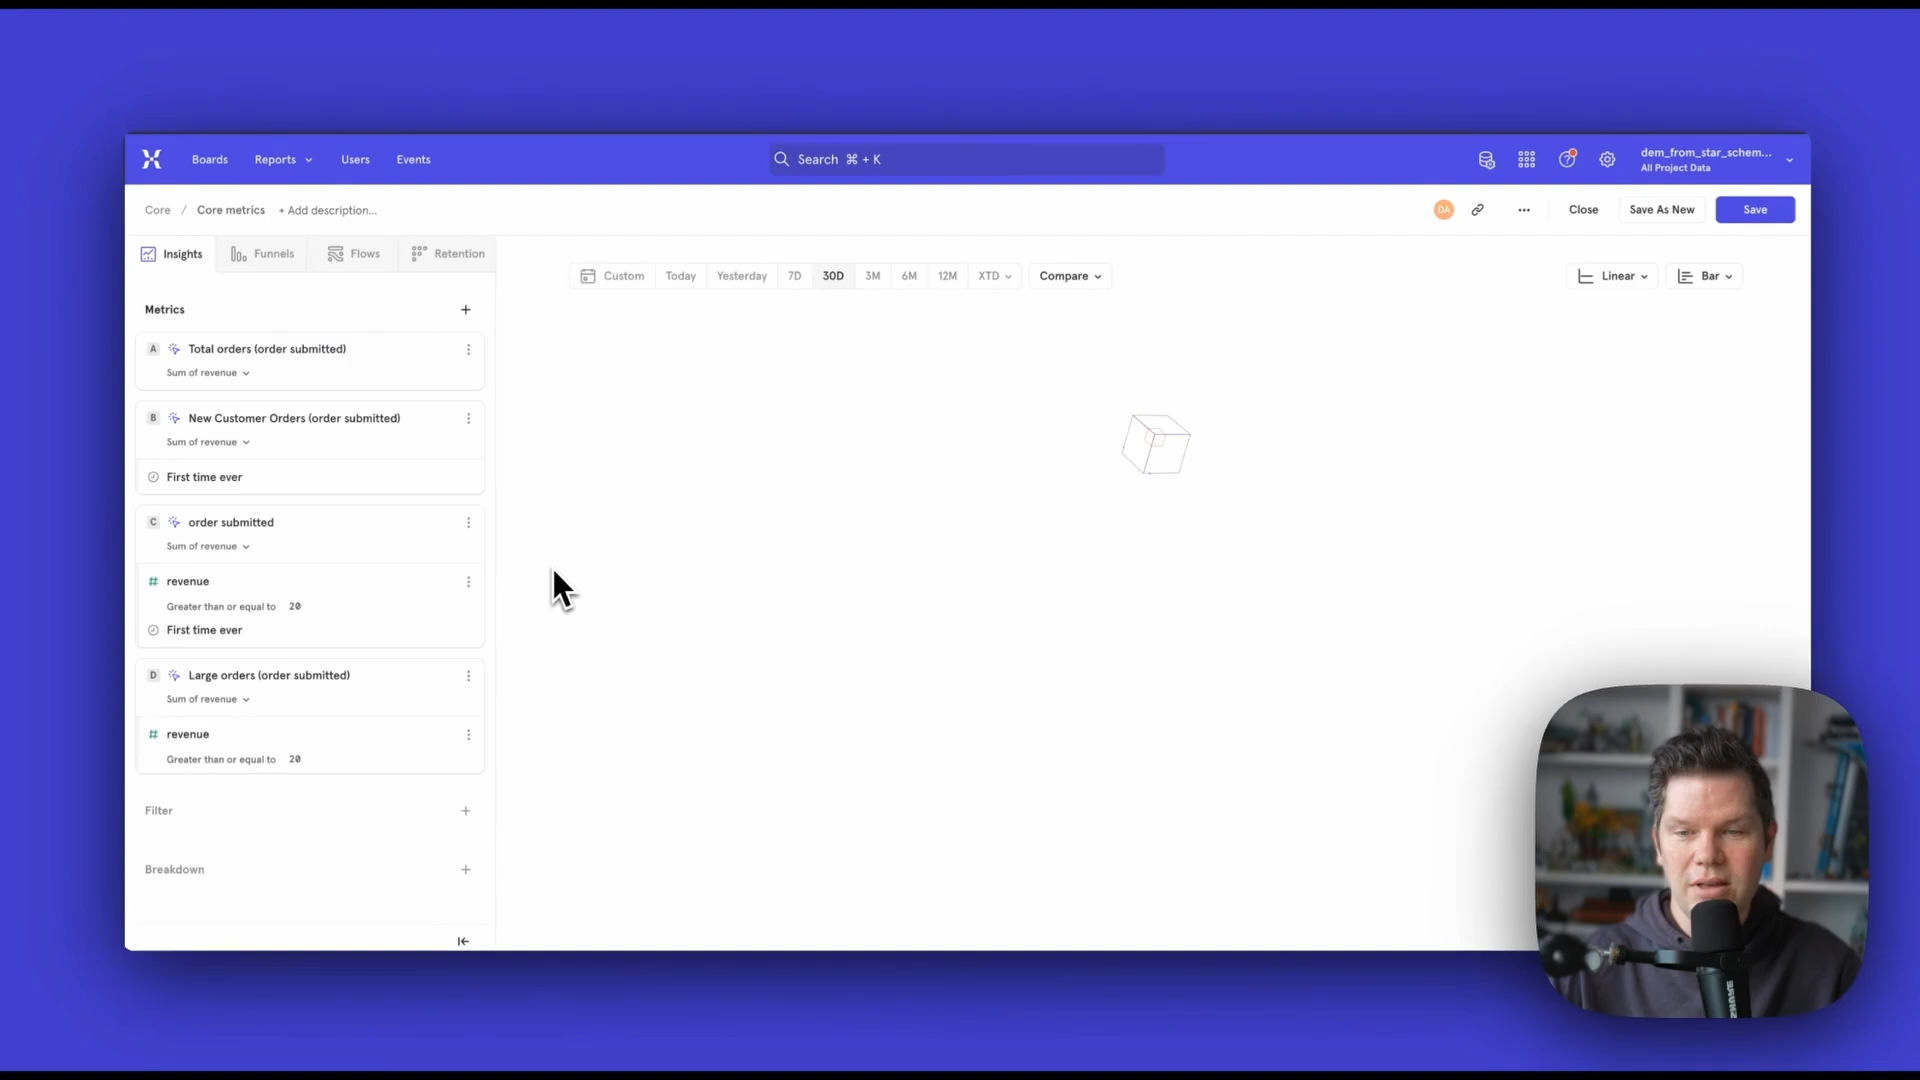 Boards Reports Users Events
Search ⌘ + K
dem_from_star_schem...
All Project Data
Core / Core metrics + Add description...
DA
Close
Save As New
Save
Insights Funnels Flows Retention
Custom Today Yesterday 7D 30D 3M 6M 12M XTD Compare
Linear Bar
Metrics
A Total orders (order submitted)
Sum of revenue
B New Customer Orders (order submitted)
Sum of revenue
First time ever
C order submitted
Sum of revenue
# revenue
Greater than or equal to 20
First time ever
D Large orders (order submitted)
Sum of revenue
# revenue
Greater than or equal to 20
Filter
Breakdown